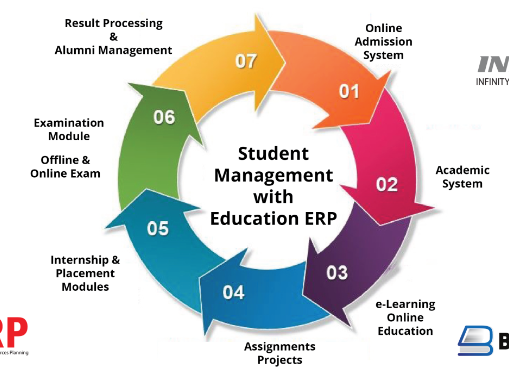 Result Processing
&
Alumni Management
Online
Admission
System
07
01
IN
INFINITY
06
Examination
Module
Offline &
Online Exam
Student
Management
with
Education ERP
02
Academic
System
05
Internship &
Placement
Modules
04
03
e-Learning
Online
Education
Assignments
Projects
RP
rces Planning
B